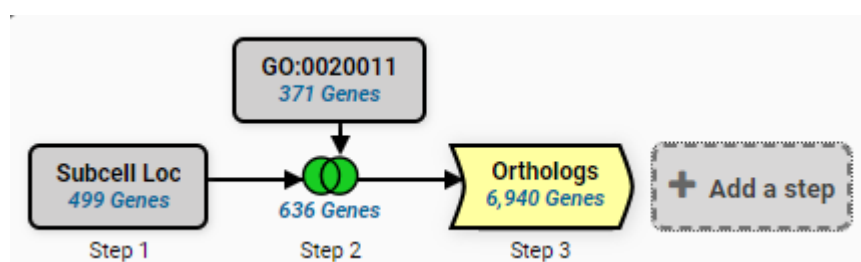 GO:0020011
371 Genes
Subcell Loc
499 Genes
636 Genes
Orthologs
6,940 Genes
+ Add a step
Step 1
Step 2
Step 3